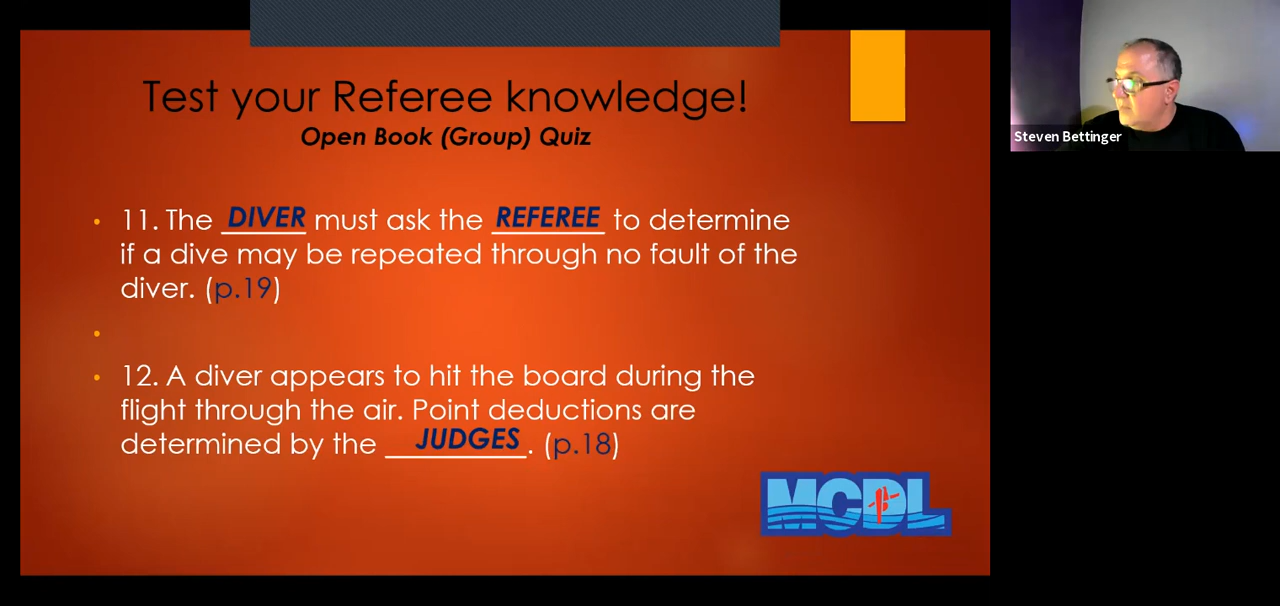 Test your Referee knowledge!
Open Book (Group) Quiz
Steven Bettinger
• 11. The DIVER must ask the REFEREE to determine
if a dive may be repeated through no fault of the
diver. (p.19)
•
• 12. A diver appears to hit the board during the
flight through the air. Point deductions are
determined by the JUDGES. (p.18)
MCDL